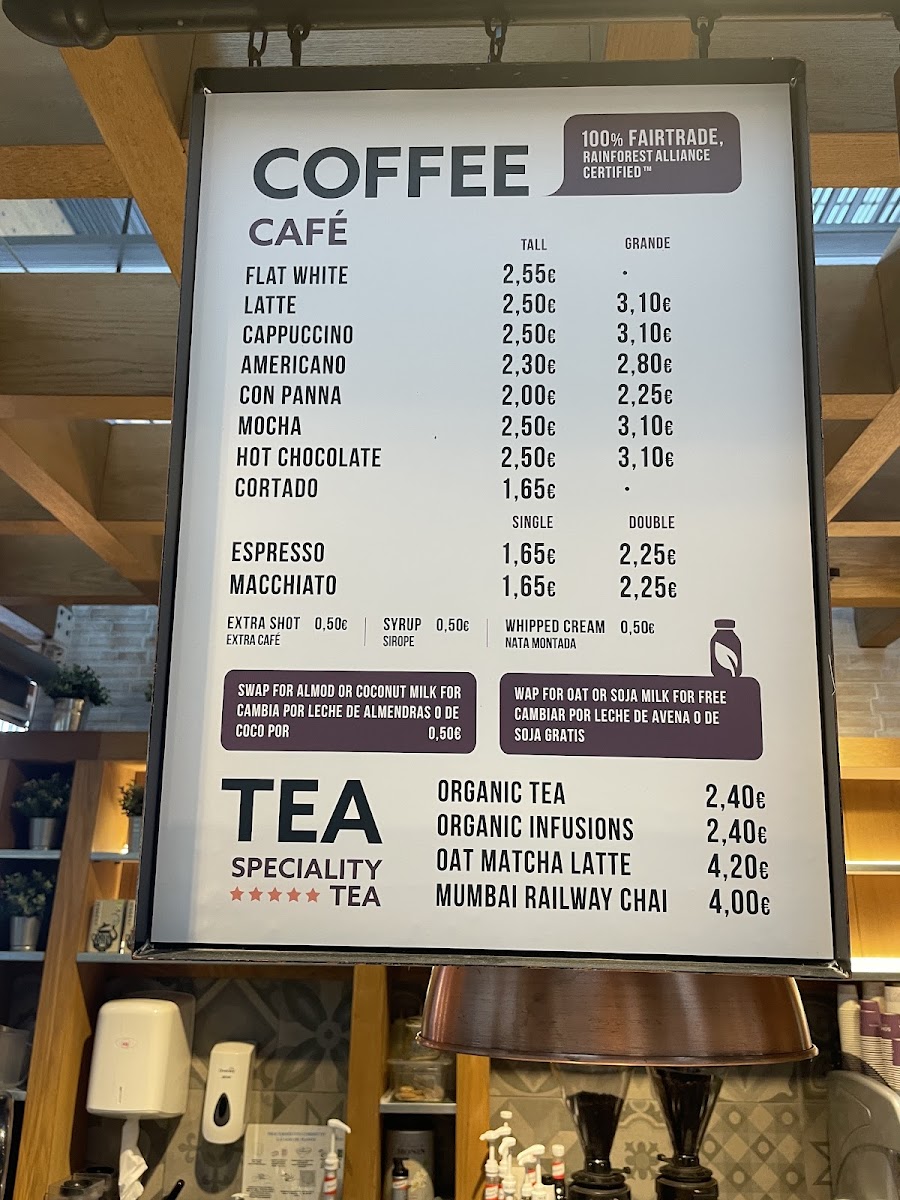 COFFEE
100% FAIRTRADE,
RAINFOREST ALLIANCE
CERTIFIED™
CAFÉ
TALL GRANDE
FLAT WHITE 2,55€ ·
LATTE 2,50€ 3,10€
CAPPUCCINO 2,50€ 3,10€
AMERICANO 2,30€ 2,80€
CON PANNA 2,00€ 2,25€
MOCHA 2,50€ 3,10€
HOT CHOCOLATE 2,50€ 3,10€
CORTADO 1,65€ ·
SINGLE DOUBLE
ESPRESSO 1,65€ 2,25€
MACCHIATO 1,65€ 2,25€
EXTRA SHOT 0,50€
EXTRA CAFÉ
SYRUP 0,50€
SIROPE
WHIPPED CREAM 0,50€
NATA MONTADA
SWAP FOR ALMOD OR COCONUT MILK FOR
CAMBIA POR LECHE DE ALMENDRAS O DE
COCO POR 0,50€
WAP FOR OAT OR SOJA MILK FOR FREE
CAMBIAR POR LECHE DE AVENA O DE
SOJA GRATIS
TEA
SPECIALITY
★★★★★ TEA
ORGANIC TEA 2,40€
ORGANIC INFUSIONS 2,40€
OAT MATCHA LATTE 4,20€
MUMBAI RAILWAY CHAI 4,00€